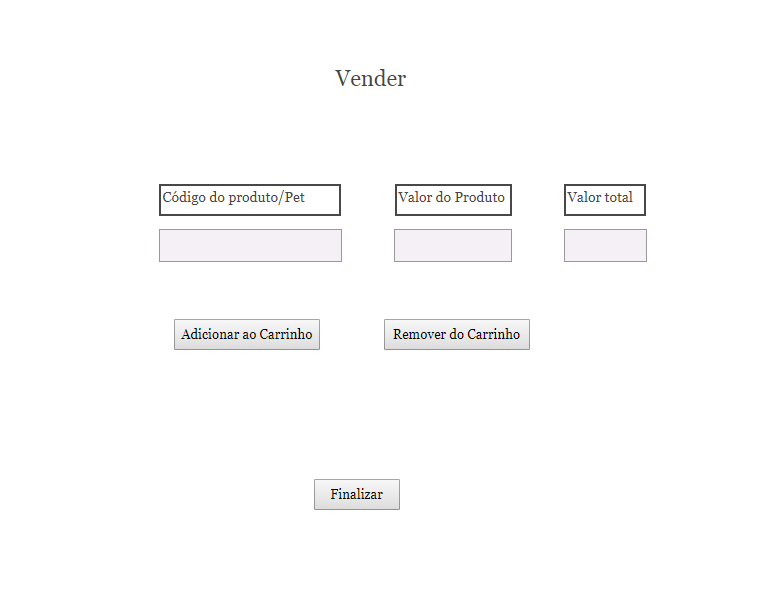 Vender
Código do produto/Pet
Valor do Produto
Valor total
Adicionar ao Carrinho
Remover do Carrinho
Finalizar